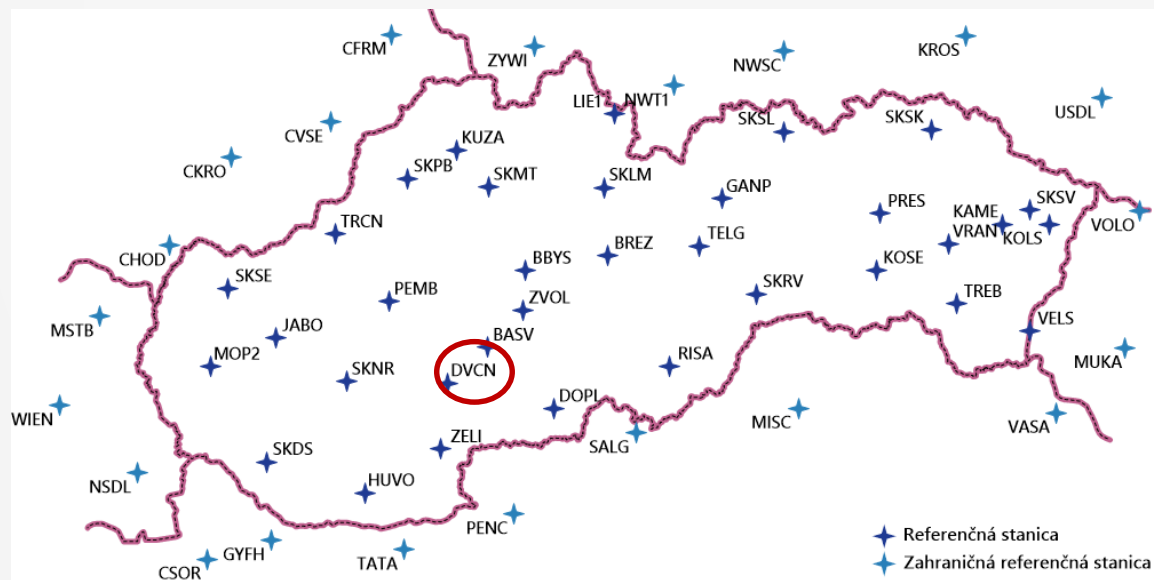 CFRM
ZYWI
NWSC
KROS
LIE1
NWT1
USDL
CVSE
SKSL
SKSK
CKRO
KUZA
SKPB
SKMT
SKLM
GANP
PRES
KAME
SKSV
VOLO
TRCN
VRAN
KOLS
TELG
BREZ
CHOD
BBYS
KOSE
SKSE
PEMB
ZVOL
SKRV
TREB
MSTB
JABO
BASV
VELS
MOP2
SKNR
DVCN
RISA
MUKA
WIEN
DOPL
MISC
VASA
SALG
ZELI
SKDS
NSDL
HUVO
PENC
GYFH
TATA
CSOR
Referenčná stanica
Zahraničná referenčná stanica